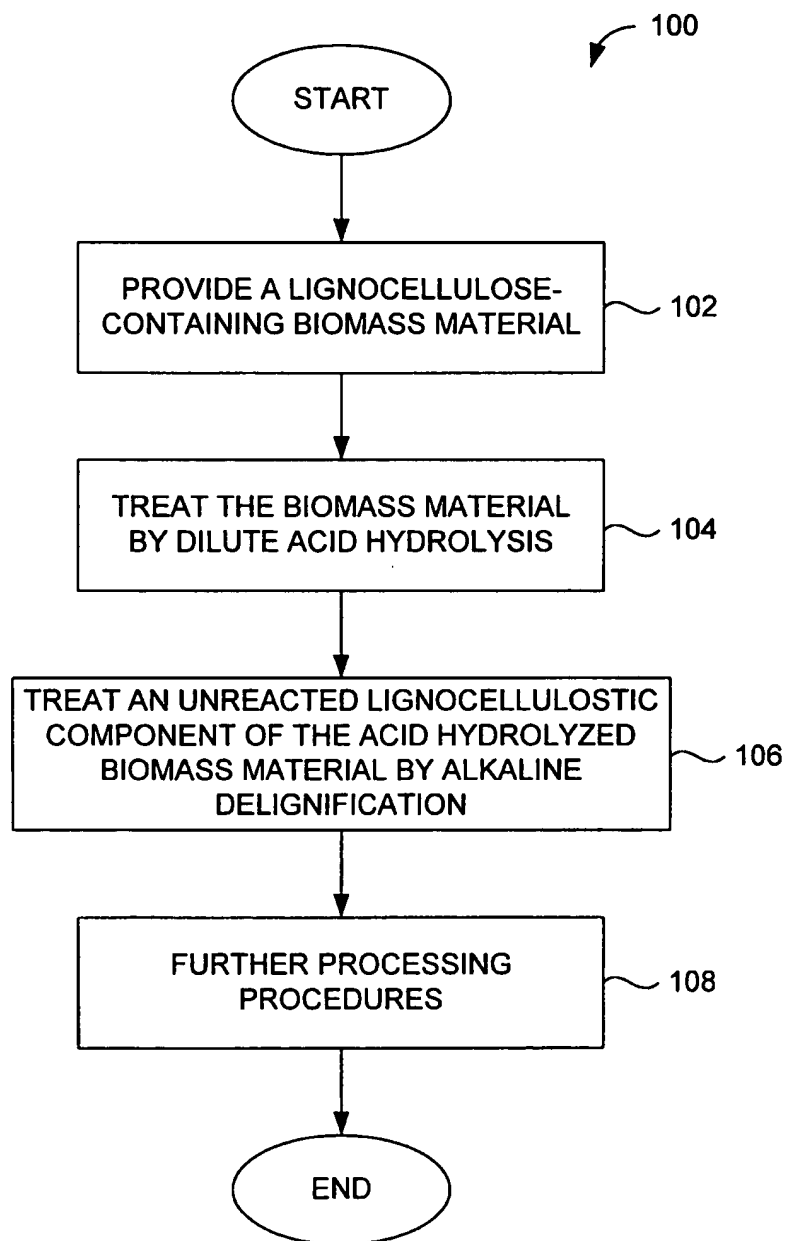 100
START
PROVIDE A LIGNOCELLULOSE-
CONTAINING BIOMASS MATERIAL
102
TREAT THE BIOMASS MATERIAL
BY DILUTE ACID HYDROLYSIS
104
TREAT AN UNREACTED LIGNOCELLULOSTIC
COMPONENT OF THE ACID HYDROLYZED
BIOMASS MATERIAL BY ALKALINE
DELIGNIFICATION
106
FURTHER PROCESSING
PROCEDURES
108
END